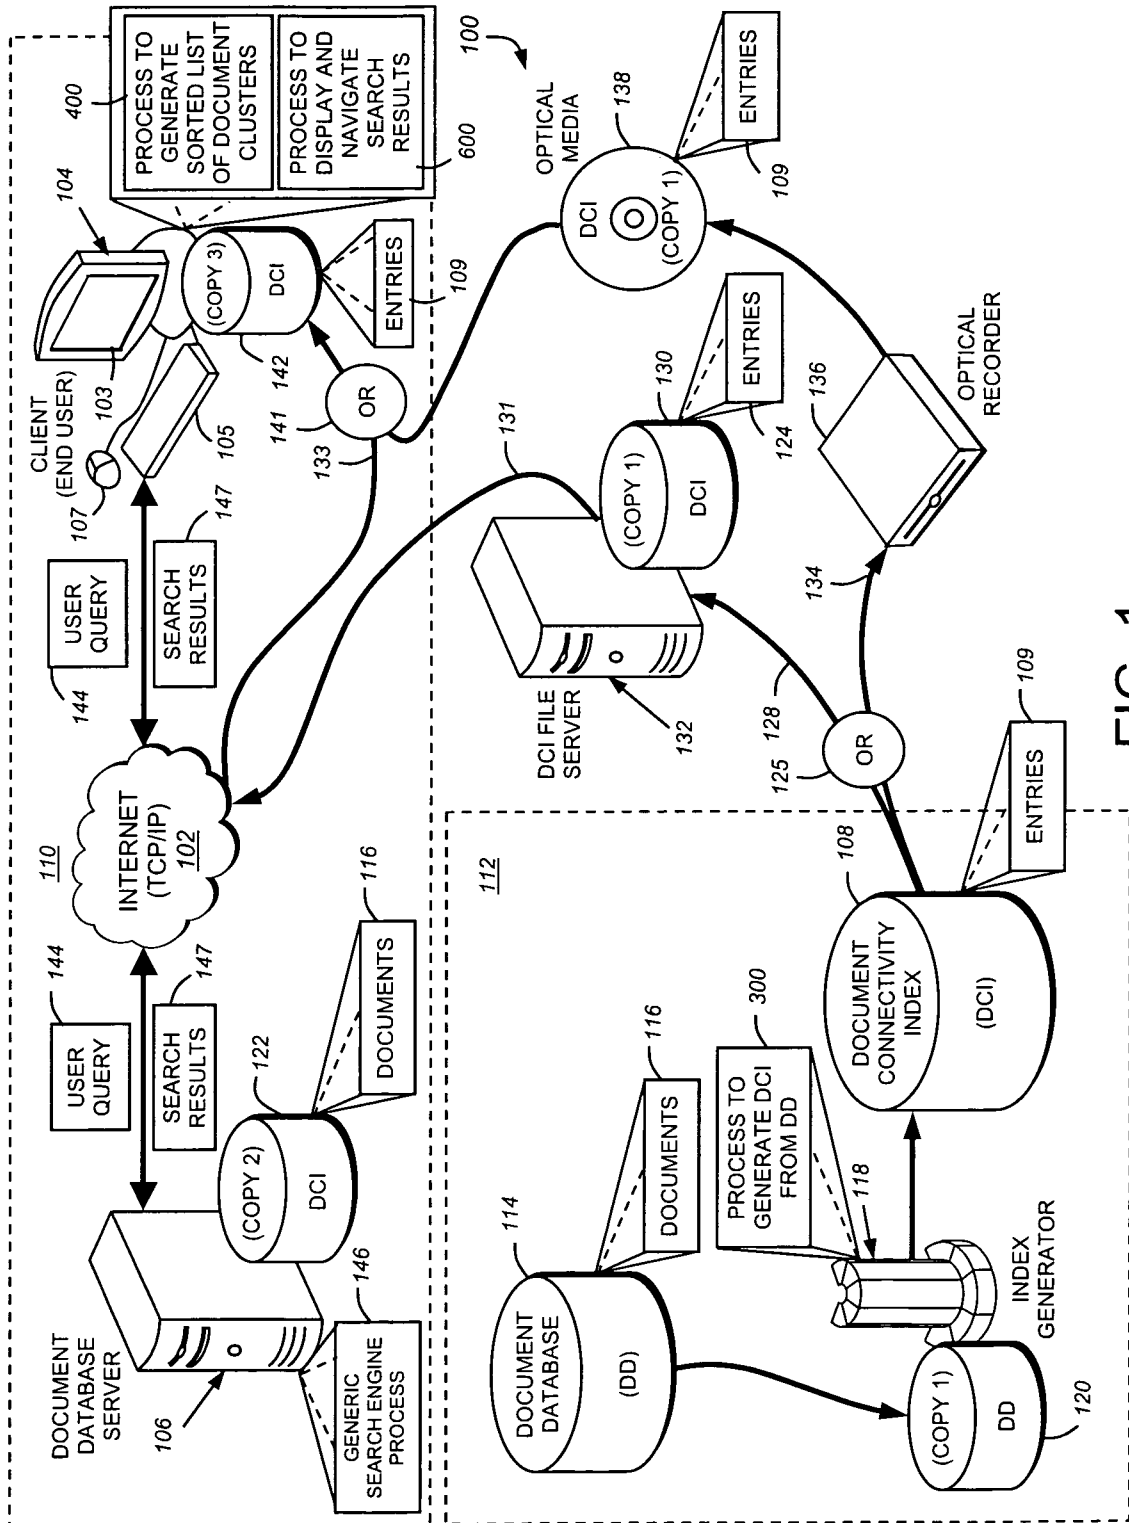 110
DOCUMENT
DATABASE
SERVER
106
GENERIC
SEARCH ENGINE
PROCESS
146
(COPY 2)
DCI
122
DOCUMENTS
116
USER
QUERY
144
SEARCH
RESULTS
147
INTERNET
(TCP/IP)
102
USER
QUERY
144
SEARCH
RESULTS
147
CLIENT
(END USER)
107
103
105
104
(COPY 3)
DCI
142
ENTRIES
109
OR
141
133
400
PROCESS TO
GENERATE
SORTED LIST
OF DOCUMENT
CLUSTERS
PROCESS TO
DISPLAY AND
NAVIGATE
SEARCH
RESULTS
600
100
112
DOCUMENT
DATABASE
(DD)
114
DOCUMENTS
116
(COPY 1)
DD
120
PROCESS TO
GENERATE DCI
FROM DD
300
118
INDEX
GENERATOR
DOCUMENT
CONNECTIVITY
INDEX
(DCI)
108
ENTRIES
109
OR
125
128
134
DCI FILE
SERVER
132
131
(COPY 1)
DCI
130
ENTRIES
124
OPTICAL
RECORDER
136
OPTICAL
MEDIA
138
DCI
(COPY 1)
ENTRIES
109